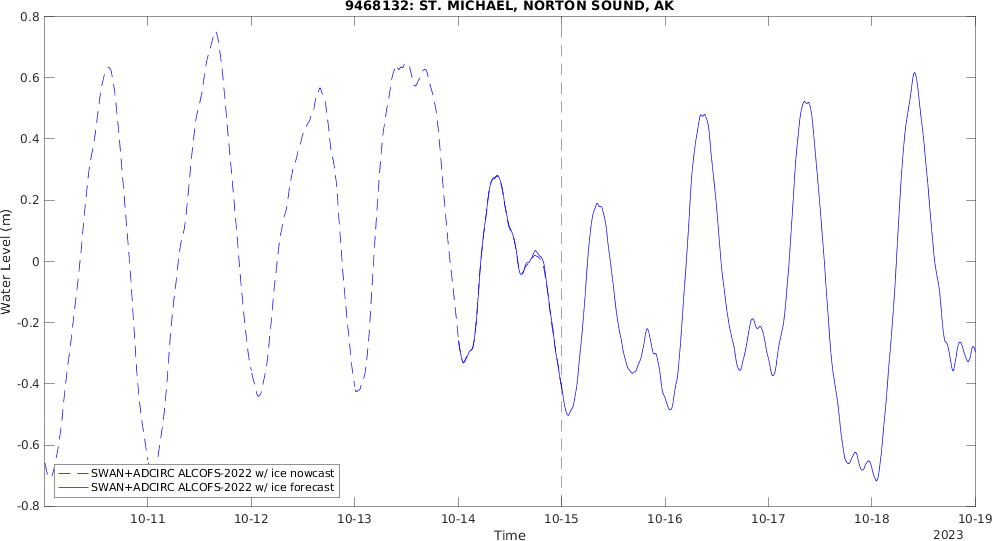 9468132: ST. MICHAEL, NORTON SOUND, AK
Water Level (m)
0.8
0.6
0.4
0.2
0
-0.2
-0.4
-0.6
-0.8
SWAN+ADCIRC ALCOFS-2022 w/ ice nowcast
SWAN+ADCIRC ALCOFS-2022 w/ ice forecast
10-11 10-12 10-13 10-14 10-15 10-16 10-17 10-18 10-19
Time
2023